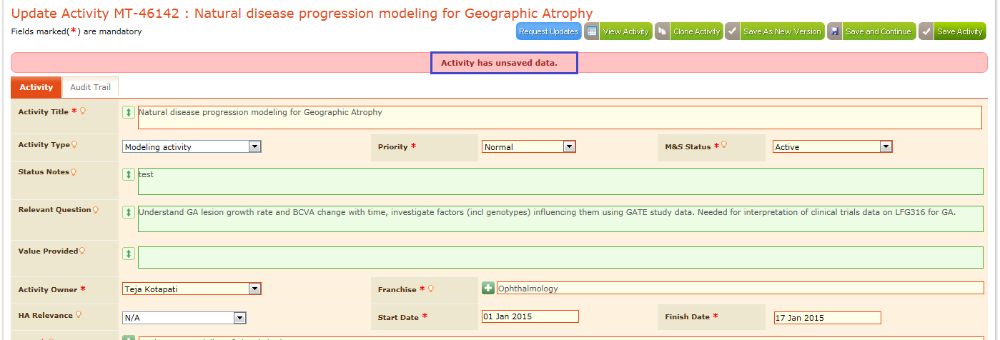 Update Activity MT-46142 : Natural disease progression modeling for Geographic Atrophy
Fields marked(*) are mandatory
Request Updates View Activity Clone Activity Save As New Version Save and Continue Save Activity
Activity has unsaved data.
Activity Audit Trail
Activity Title * Natural disease progression modeling for Geographic Atrophy
Activity Type Modeling activity Priority * Normal M&S Status * Active
Status Notes test
Relevant Question Understand GA lesion growth rate and BCVA change with time, investigate factors (incl genotypes) influencing them using GATE study data. Needed for interpretation of clinical trials data on LFG316 for GA.
Value Provided
Activity Owner * Teja Kotapati Franchise * Ophthalmology
HA Relevance N/A Start Date * 01 Jan 2015 Finish Date * 17 Jan 2015